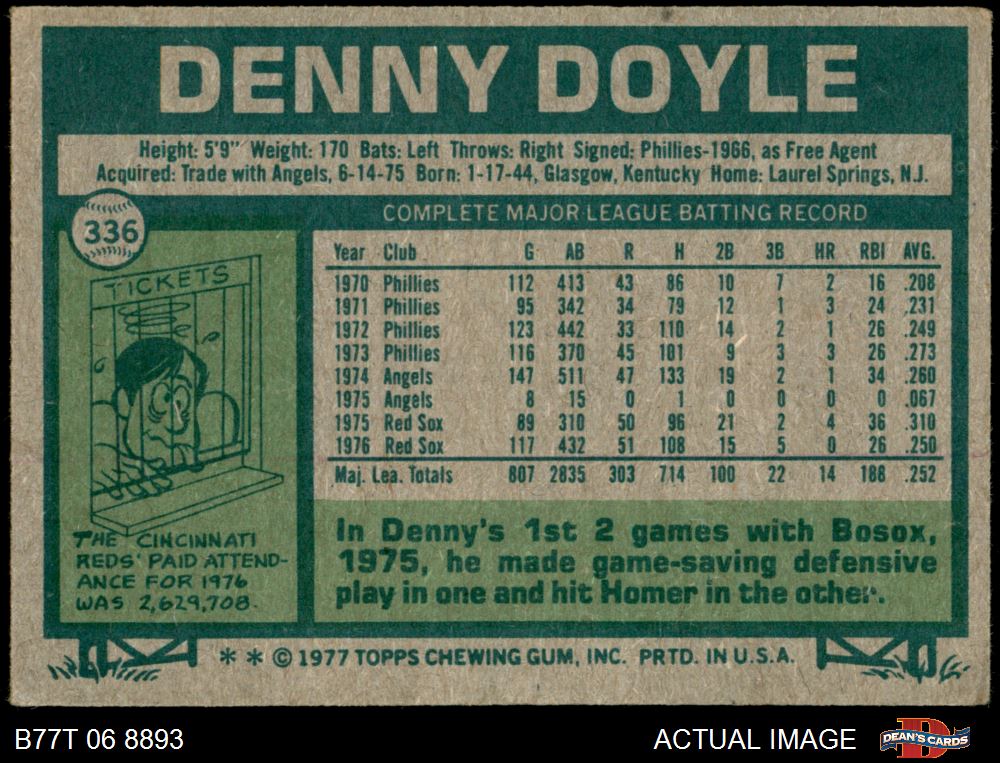 DENNY DOYLE
Height: 5'9" Weight: 170 Bats: Left Throws: Right Signed: Phillies-1966, as Free Agent
Acquired: Trade with Angels, 6-14-75 Born: 1-17-44, Glasgow, Kentucky Home: Laurel Springs, N.J.
336
COMPLETE MAJOR LEAGUE BATTING RECORD
Year Club G AB R H 2B 3B HR RBI AVG.
1970 Phillies 112 413 43 86 10 7 2 16 .208
1971 Phillies 95 342 34 79 12 1 3 24 .231
1972 Phillies 123 442 33 110 14 2 1 26 .249
1973 Phillies 116 370 45 101 9 3 3 26 .273
1974 Angels 147 511 47 133 19 2 1 34 .260
1975 Angels 8 15 0 1 0 0 0 0 .067
1975 Red Sox 89 310 50 96 21 2 4 36 .310
1976 Red Sox 117 432 51 108 15 5 0 26 .250
Maj. Lea. Totals 807 2835 303 714 100 22 14 188 .252
TICKETS
THE CINCINNATI
REDS' PAID ATTEND-
ANCE FOR 1976
WAS 2,629,708.
In Denny's 1st 2 games with Bosox,
1975, he made game-saving defensive
play in one and hit Homer in the other.
* * © 1977 TOPPS CHEWING GUM, INC. PRTD. IN U.S.A.
B77T 06 8893
ACTUAL IMAGE
D
DEAN'S CARDS